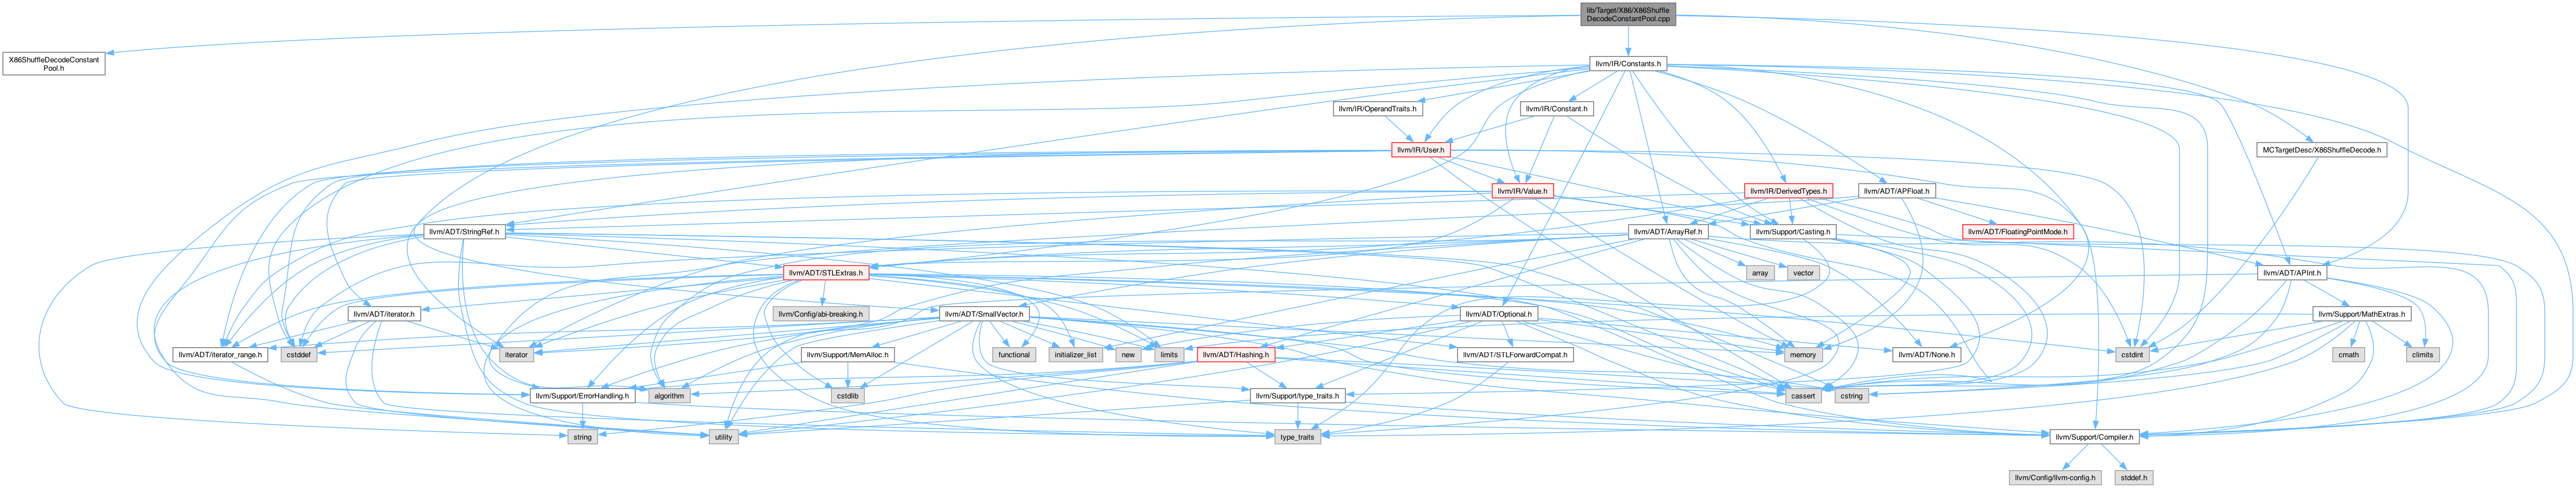 lib/Target/X86/X86Shuffle
DecodeConstantPool.cpp
X86ShuffleDecodeConstant
Pool.h
llvm/IR/Constants.h
llvm/IR/OperandTraits.h
llvm/IR/Constant.h
llvm/IR/User.h
MCTargetDesc/X86ShuffleDecode.h
llvm/IR/Value.h
llvm/IR/DerivedTypes.h
llvm/ADT/APFloat.h
llvm/ADT/StringRef.h
llvm/ADT/ArrayRef.h
llvm/Support/Casting.h
llvm/ADT/FloatingPointMode.h
llvm/ADT/STLExtras.h
array
vector
llvm/ADT/APInt.h
llvm/ADT/iterator.h
llvm/Config/abi-breaking.h
llvm/ADT/SmallVector.h
llvm/ADT/Optional.h
llvm/Support/MathExtras.h
llvm/ADT/iterator_range.h
cstddef
iterator
llvm/Support/MemAlloc.h
functional
initializer_list
new
limits
llvm/ADT/Hashing.h
llvm/ADT/STLForwardCompat.h
memory
llvm/ADT/None.h
cstdint
cmath
climits
llvm/Support/ErrorHandling.h
algorithm
cstdlib
llvm/Support/type_traits.h
cassert
cstring
string
utility
type_traits
llvm/Support/Compiler.h
llvm/Config/llvm-config.h
stddef.h